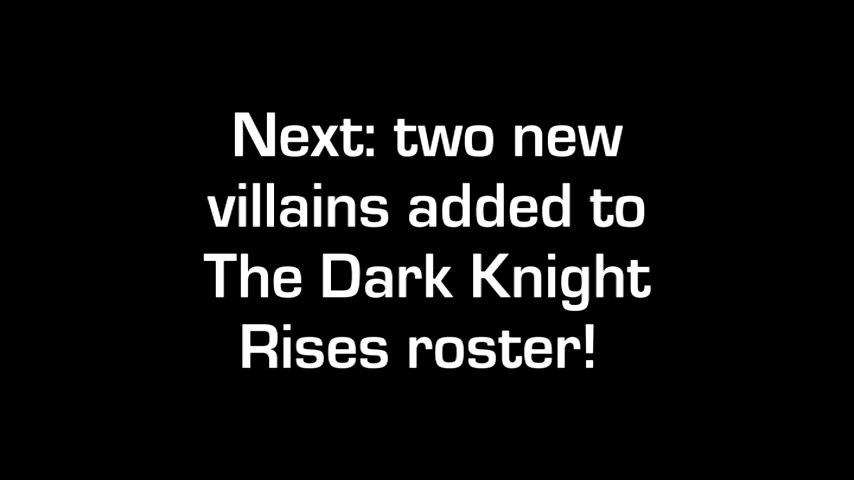 Next: two new
villains added to
The Dark Knight
Rises roster!